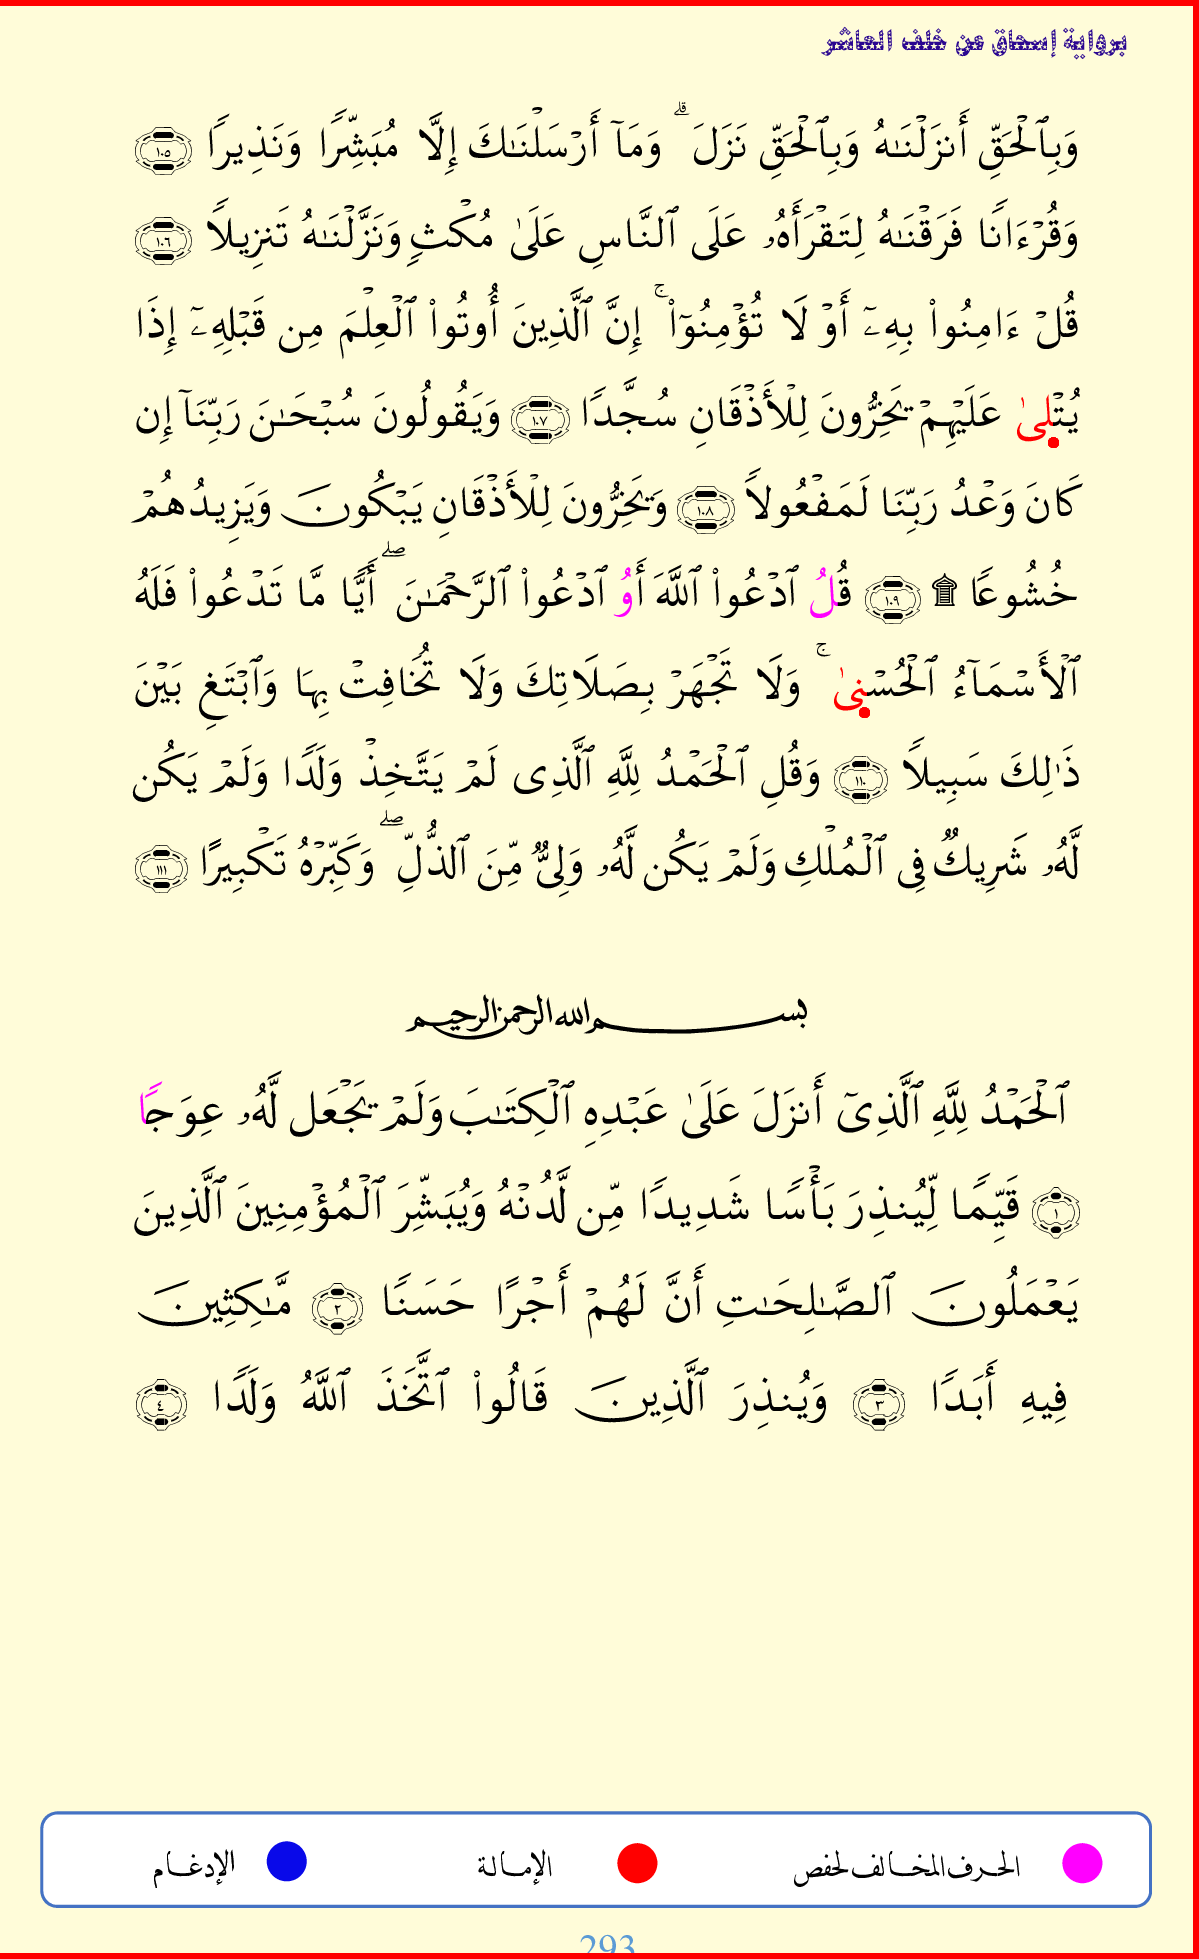 برواية إسحاق عن خلف العاشر
وَبِٱلْحَقِّ أَنزَلْنَـٰهُ وَبِٱلْحَقِّ نَزَلَ ۗ وَمَآ أَرْسَلْنَـٰكَ إِلَّا مُبَشِّرًا وَنَذِيرًا ١٠٥
وَقُرْءَانًا فَرَقْنَـٰهُ لِتَقْرَأَهُۥ عَلَى ٱلنَّاسِ عَلَىٰ مُكْثٍ وَنَزَّلْنَـٰهُ تَنزِيلًا ١٠٦
قُلْ ءَامِنُوا۟ بِهِۦٓ أَوْ لَا تُؤْمِنُوٓا۟ ۚ إِنَّ ٱلَّذِينَ أُوتُوا۟ ٱلْعِلْمَ مِن قَبْلِهِۦٓ إِذَا
يُتْلٜىٰ عَلَيْهِمْ يَخِرُّونَ لِلْأَذْقَانِ سُجَّدًا ١٠٧ وَيَقُولُونَ سُبْحَـٰنَ رَبِّنَآ إِن
كَانَ وَعْدُ رَبِّنَا لَمَفْعُولًا ١٠٨ وَيَخِرُّونَ لِلْأَذْقَانِ يَبْكُونَ وَيَزِيدُهُمْ
خُشُوعًا ۩ ١٠٩ قُلُ ٱدْعُوا۟ ٱللَّهَ أَوُ ٱدْعُوا۟ ٱلرَّحْمَـٰنَ ۖ أَيًّا مَّا تَدْعُوا۟ فَلَهُ
ٱلْأَسْمَآءُ ٱلْحُسْنٜىٰ ۚ وَلَا تَجْهَرْ بِصَلَاتِكَ وَلَا تُخَافِتْ بِهَا وَٱبْتَغِ بَيْنَ
ذَٰلِكَ سَبِيلًا ١١٠ وَقُلِ ٱلْحَمْدُ لِلَّهِ ٱلَّذِى لَمْ يَتَّخِذْ وَلَدًا وَلَمْ يَكُن
لَّهُۥ شَرِيكٌ فِى ٱلْمُلْكِ وَلَمْ يَكُن لَّهُۥ وَلِىٌّ مِّنَ ٱلذُّلِّ ۖ وَكَبِّرْهُ تَكْبِيرًا ١١١
بسم الله الرحمن الرحيم
ٱلْحَمْدُ لِلَّهِ ٱلَّذِىٓ أَنزَلَ عَلَىٰ عَبْدِهِ ٱلْكِتَـٰبَ وَلَمْ يَجْعَل لَّهُۥ عِوَجًا
١ قَيِّمًا لِّيُنذِرَ بَأْسًا شَدِيدًا مِّن لَّدُنْهُ وَيُبَشِّرَ ٱلْمُؤْمِنِينَ ٱلَّذِينَ
يَعْمَلُونَ ٱلصَّـٰلِحَـٰتِ أَنَّ لَهُمْ أَجْرًا حَسَنًا ٢ مَّـٰكِثِينَ
فِيهِ أَبَدًا ٣ وَيُنذِرَ ٱلَّذِينَ قَالُوا۟ ٱتَّخَذَ ٱللَّهُ وَلَدًا ٤
الحرف المخالف لحفص الإمالة الإدغام
293